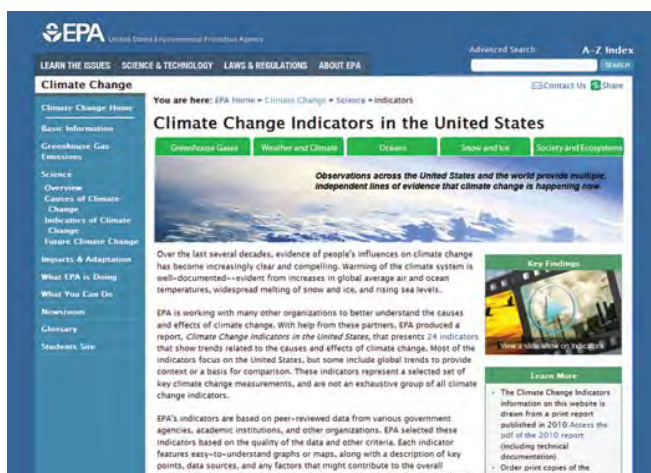 EPA United States Environmental Protection Agency
Advanced Search A-Z Index
LEARN THE ISSUES SCIENCE & TECHNOLOGY LAWS & REGULATIONS ABOUT EPA SEARCH
Climate Change
Contact Us Share
Climate Change Home
Basic Information
Greenhouse Gas
Emissions
Science
Overview
Causes of Climate
Change
Indicators of Climate
Change
Future Climate Change
Impacts & Adaptation
What EPA is Doing
What You Can Do
Newsroom
Glossary
Students Site
You are here: EPA Home » Climate Change » Science » Indicators
Climate Change Indicators in the United States
Greenhouse Gases Weather and Climate Oceans Snow and Ice Society and Ecosystems
Observations across the United States and the world provide multiple,
independent lines of evidence that climate change is happening now.
Over the last several decades, evidence of people's influences on climate change
has become increasingly clear and compelling. Warming of the climate system is
well-documented--evident from increases in global average air and ocean
temperatures, widespread melting of snow and ice, and rising sea levels.
EPA is working with many other organizations to better understand the causes
and effects of climate change. With help from these partners, EPA produced a
report, Climate Change Indicators in the United States, that presents 24 indicators
that show trends related to the causes and effects of climate change. Most of the
indicators focus on the United States, but some include global trends to provide
context or a basis for comparison. These indicators represent a selected set of
key climate change measurements, and are not an exhaustive group of all climate
change indicators.
EPA's indicators are based on peer-reviewed data from various government
agencies, academic institutions, and other organizations. EPA selected these
indicators based on the quality of the data and other criteria. Each indicator
features easy-to-understand graphs or maps, along with a description of key
points, data sources, and any factors that might contribute to the overall
Key Findings
View a slide show on Indicators
Learn More
The Climate Change Indicators
information on this website is
drawn from a print report
published in 2010 Access the
pdf of the 2010 report
(including technical
documentation)
Order print copies of the